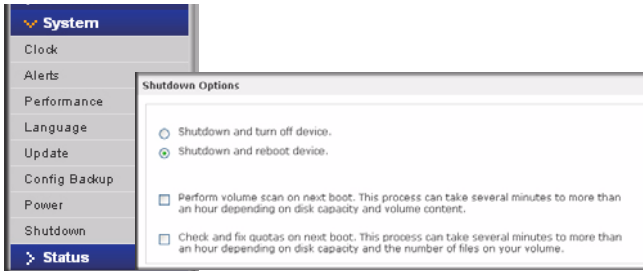 System
Clock
Alerts
Performance
Language
Update
Config Backup
Power
Shutdown
Status
Shutdown Options
Shutdown and turn off device.
Shutdown and reboot device.
Perform volume scan on next boot. This process can take several minutes to more than
an hour depending on disk capacity and volume content.
Check and fix quotas on next boot. This process can take several minutes to more than
an hour depending on disk capacity and the number of files on your volume.